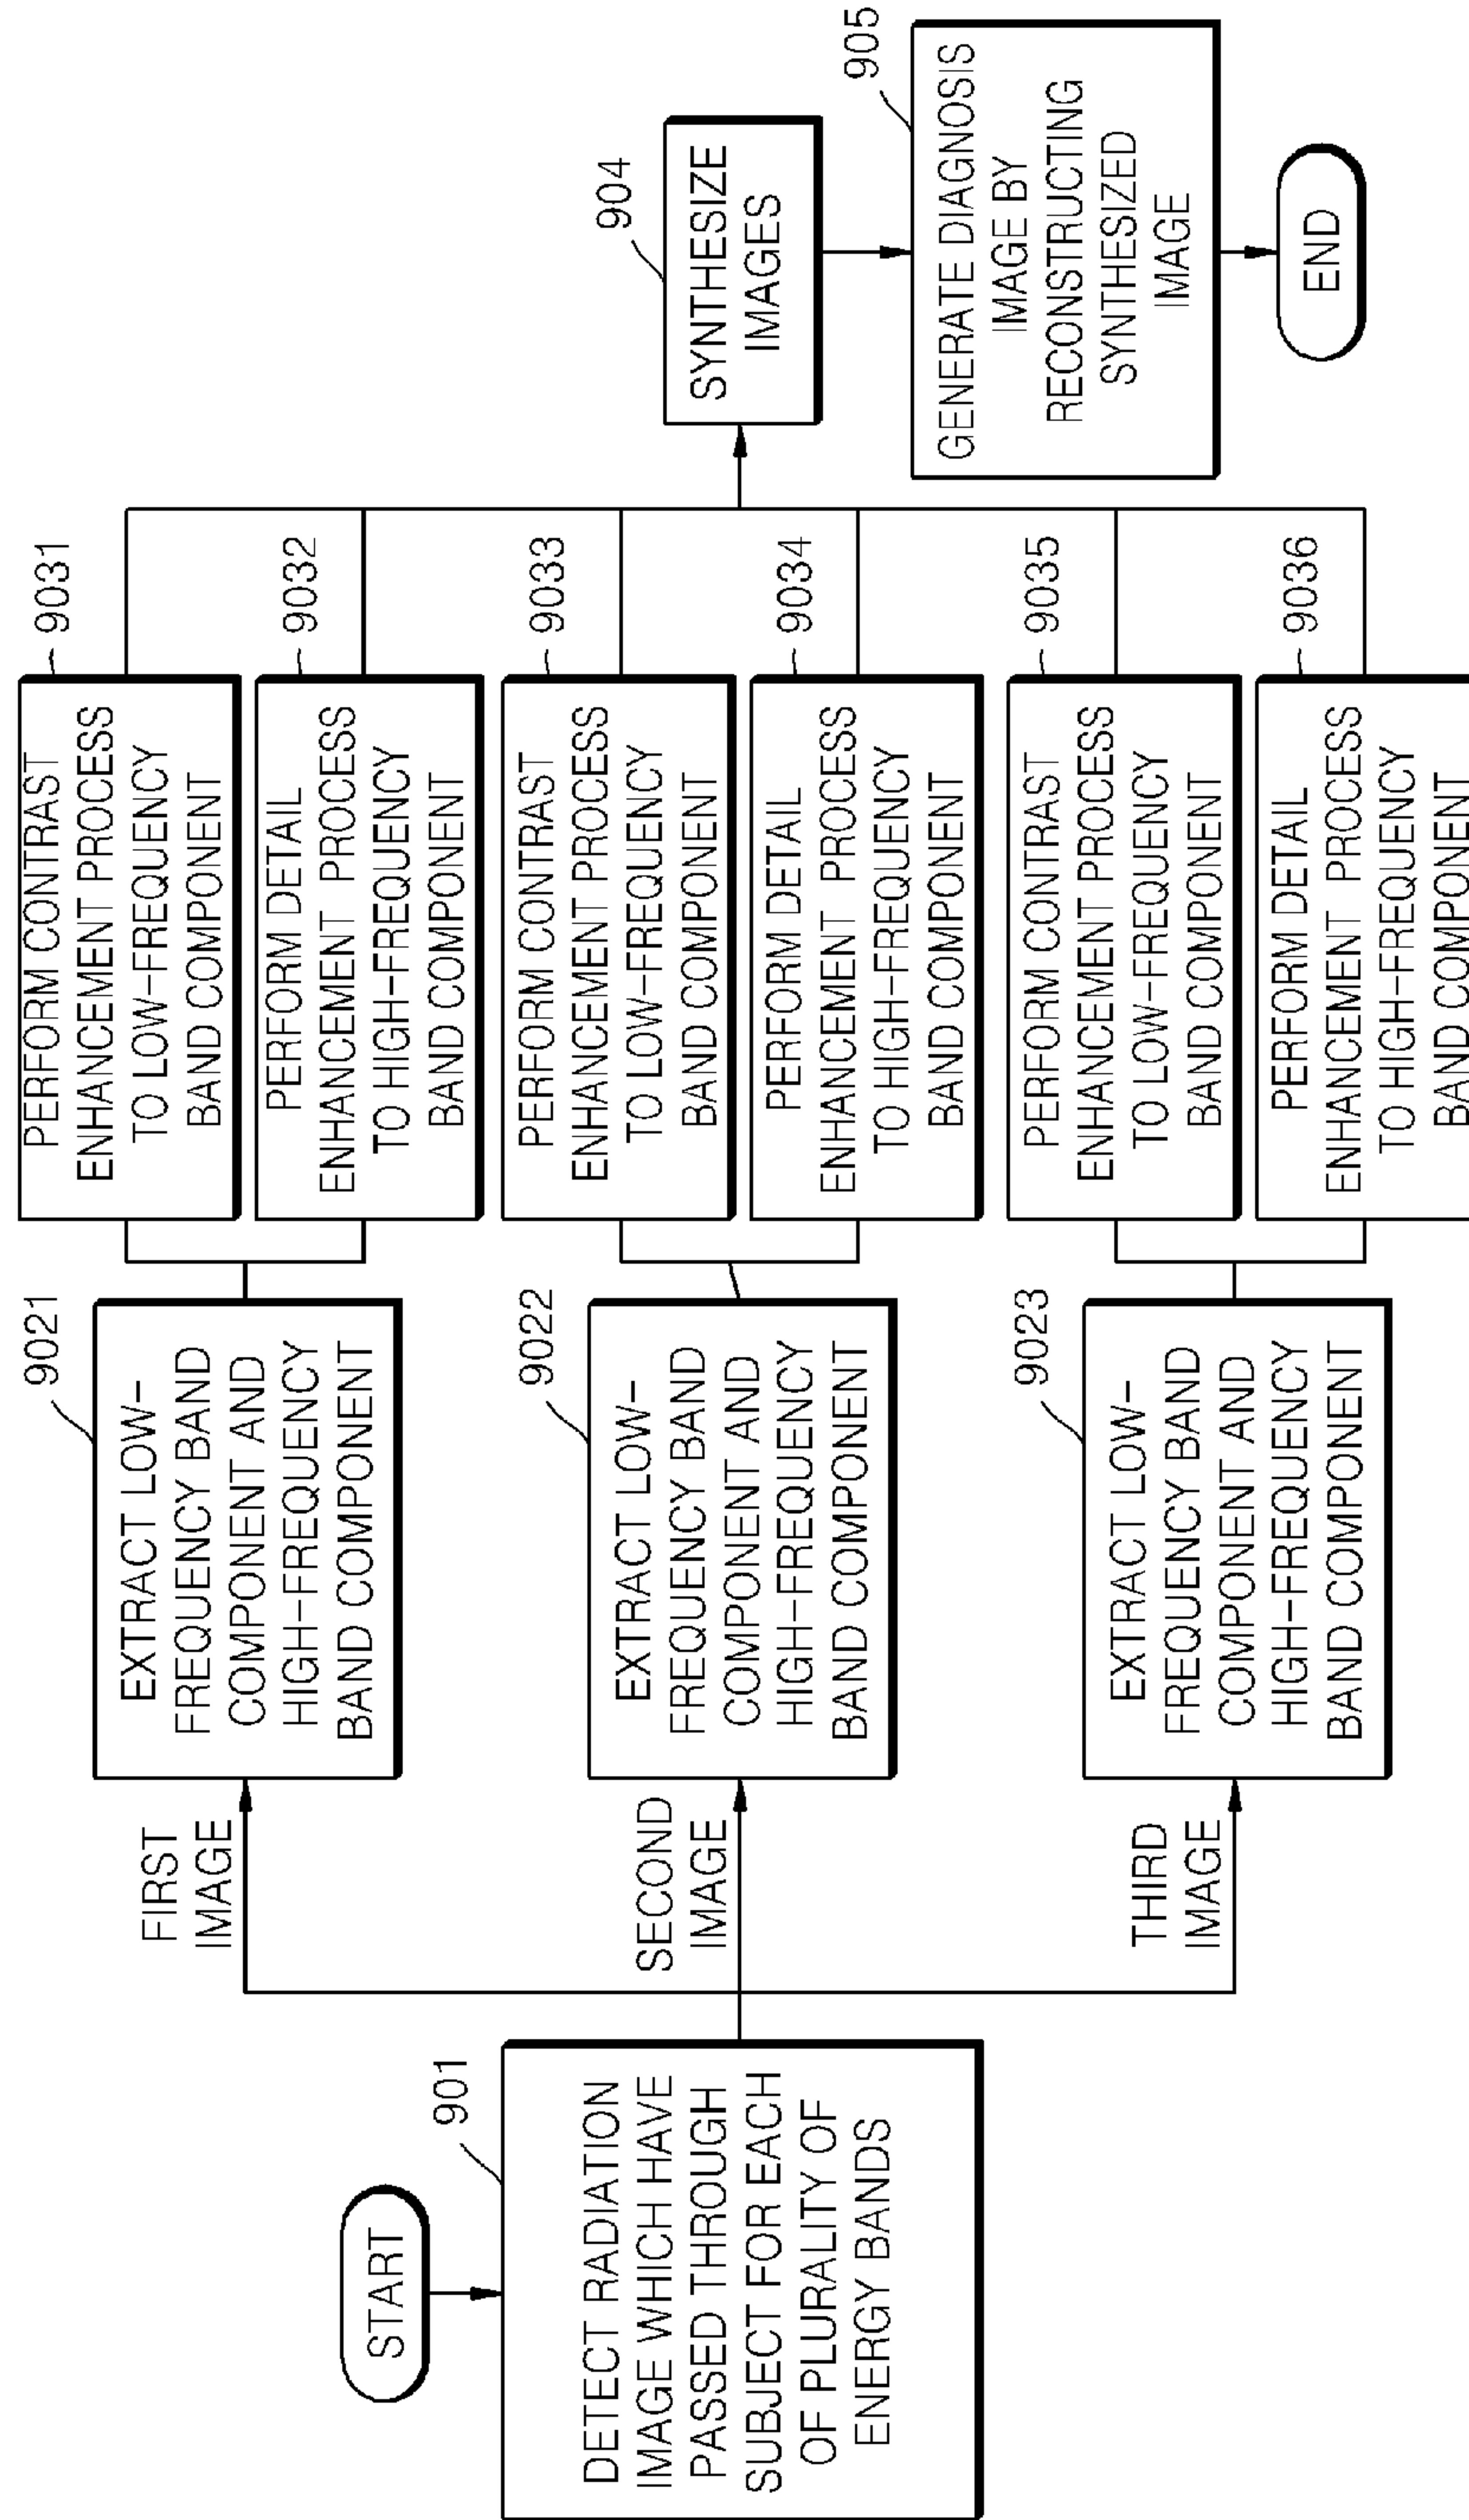 START
901
DETECT RADIATION
IMAGE WHICH HAVE
PASSED THROUGH
SUBJECT FOR EACH
OF PLURALITY OF
ENERGY BANDS
FIRST
IMAGE
SECOND
IMAGE
THIRD
IMAGE
9021
EXTRACT LOW-
FREQUENCY BAND
COMPONENT AND
HIGH-FREQUENCY
BAND COMPONENT
9022
EXTRACT LOW-
FREQUENCY BAND
COMPONENT AND
HIGH-FREQUENCY
BAND COMPONENT
9023
EXTRACT LOW-
FREQUENCY BAND
COMPONENT AND
HIGH-FREQUENCY
BAND COMPONENT
9031
PERFORM CONTRAST
ENHANCEMENT PROCESS
TO LOW-FREQUENCY
BAND COMPONENT
9032
PERFORM DETAIL
ENHANCEMENT PROCESS
TO HIGH-FREQUENCY
BAND COMPONENT
9033
PERFORM CONTRAST
ENHANCEMENT PROCESS
TO LOW-FREQUENCY
BAND COMPONENT
9034
PERFORM DETAIL
ENHANCEMENT PROCESS
TO HIGH-FREQUENCY
BAND COMPONENT
9035
PERFORM CONTRAST
ENHANCEMENT PROCESS
TO LOW-FREQUENCY
BAND COMPONENT
9036
PERFORM DETAIL
ENHANCEMENT PROCESS
TO HIGH-FREQUENCY
BAND COMPONENT
904
SYNTHESIZE
IMAGES
905
GENERATE DIAGNOSIS
IMAGE BY
RECONSTRUCTING
SYNTHESIZED
IMAGE
END